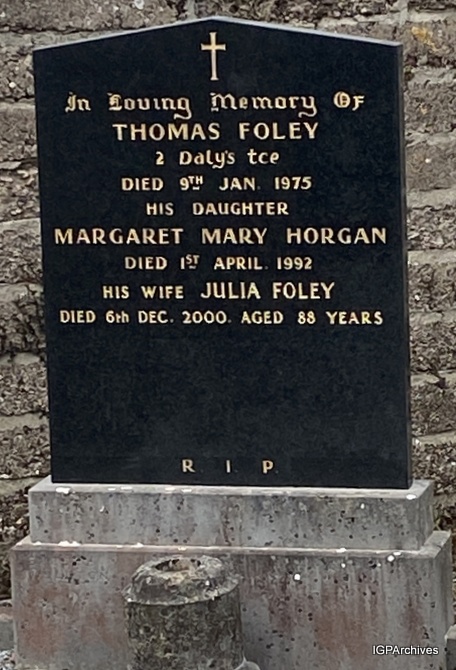 In Loving Memory Of
THOMAS FOLEY
2 Daly's tce
DIED 9TH JAN. 1975
HIS DAUGHTER
MARGARET MARY HORGAN
DIED 1ST APRIL. 1992
HIS WIFE JULIA FOLEY
DIED 6th DEC. 2000. AGED 88 YEARS
R I P
IGPArchives